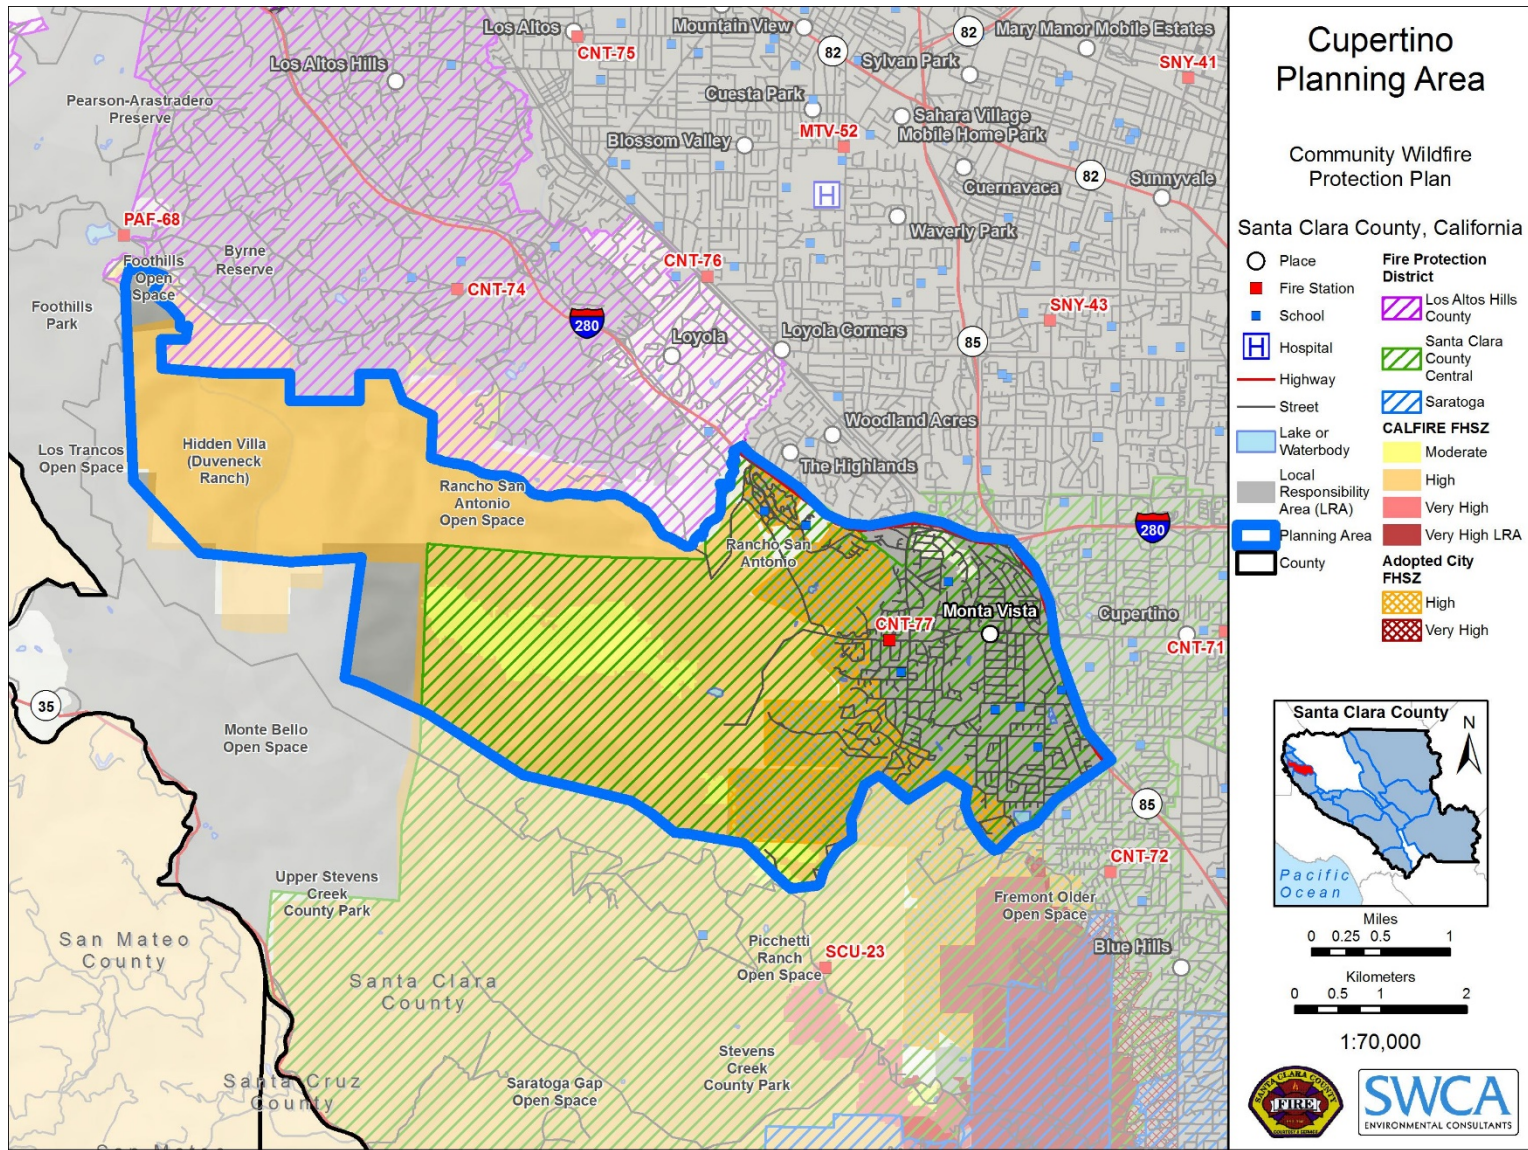 Los Altos
CNT-75
Mountain View
82
82
Mary Manor Mobile Estates
Sylvan Park
SNY-41
Los Altos Hills
Pearson-Arastradero
Preserve
Cuesta Park
Sahara Village
Mobile Home Park
MTV-52
Blossom Valley
82
Sunnyvale
Cuernavaca
H
Waverly Park
PAF-68
Byrne
Reserve
Foothills
Open
Space
CNT-76
CNT-74
Foothills
Park
280
SNY-43
Loyola
Loyola Corners
85
Woodland Acres
Hidden Villa
(Duveneck
Ranch)
Los Trancos
Open Space
The Highlands
Rancho San
Antonio
Open Space
280
Rancho San
Antonio
Monta Vista
Cupertino
CNT-77
CNT-71
35
Monte Bello
Open Space
85
CNT-72
Upper Stevens
Creek
County Park
Fremont Older
Open Space
San Mateo
County
Picchetti
Ranch
Open Space
SCU-23
Blue Hills
Santa Clara
County
Stevens
Creek
County Park
Santa Cruz
County
Saratoga Gap
Open Space
San Mateo
Cupertino
Planning Area
Community Wildfire
Protection Plan
Santa Clara County, California
Place
Fire Station
School
H Hospital
Highway
Street
Lake or
Waterbody
Local
Responsibility
Area (LRA)
Planning Area
County
Fire Protection
District
Los Altos Hills
County
Santa Clara
County
Central
Saratoga
CALFIRE FHSZ
Moderate
High
Very High
Very High LRA
Adopted City
FHSZ
High
Very High
Santa Clara County
N
Pacific
Ocean
Miles
0 0.25 0.5 1
Kilometers
0 0.5 1 2
1:70,000
SANTA CLARA COUNTY
FIRE
COURTESY & SERVICE
SWCA
ENVIRONMENTAL CONSULTANTS